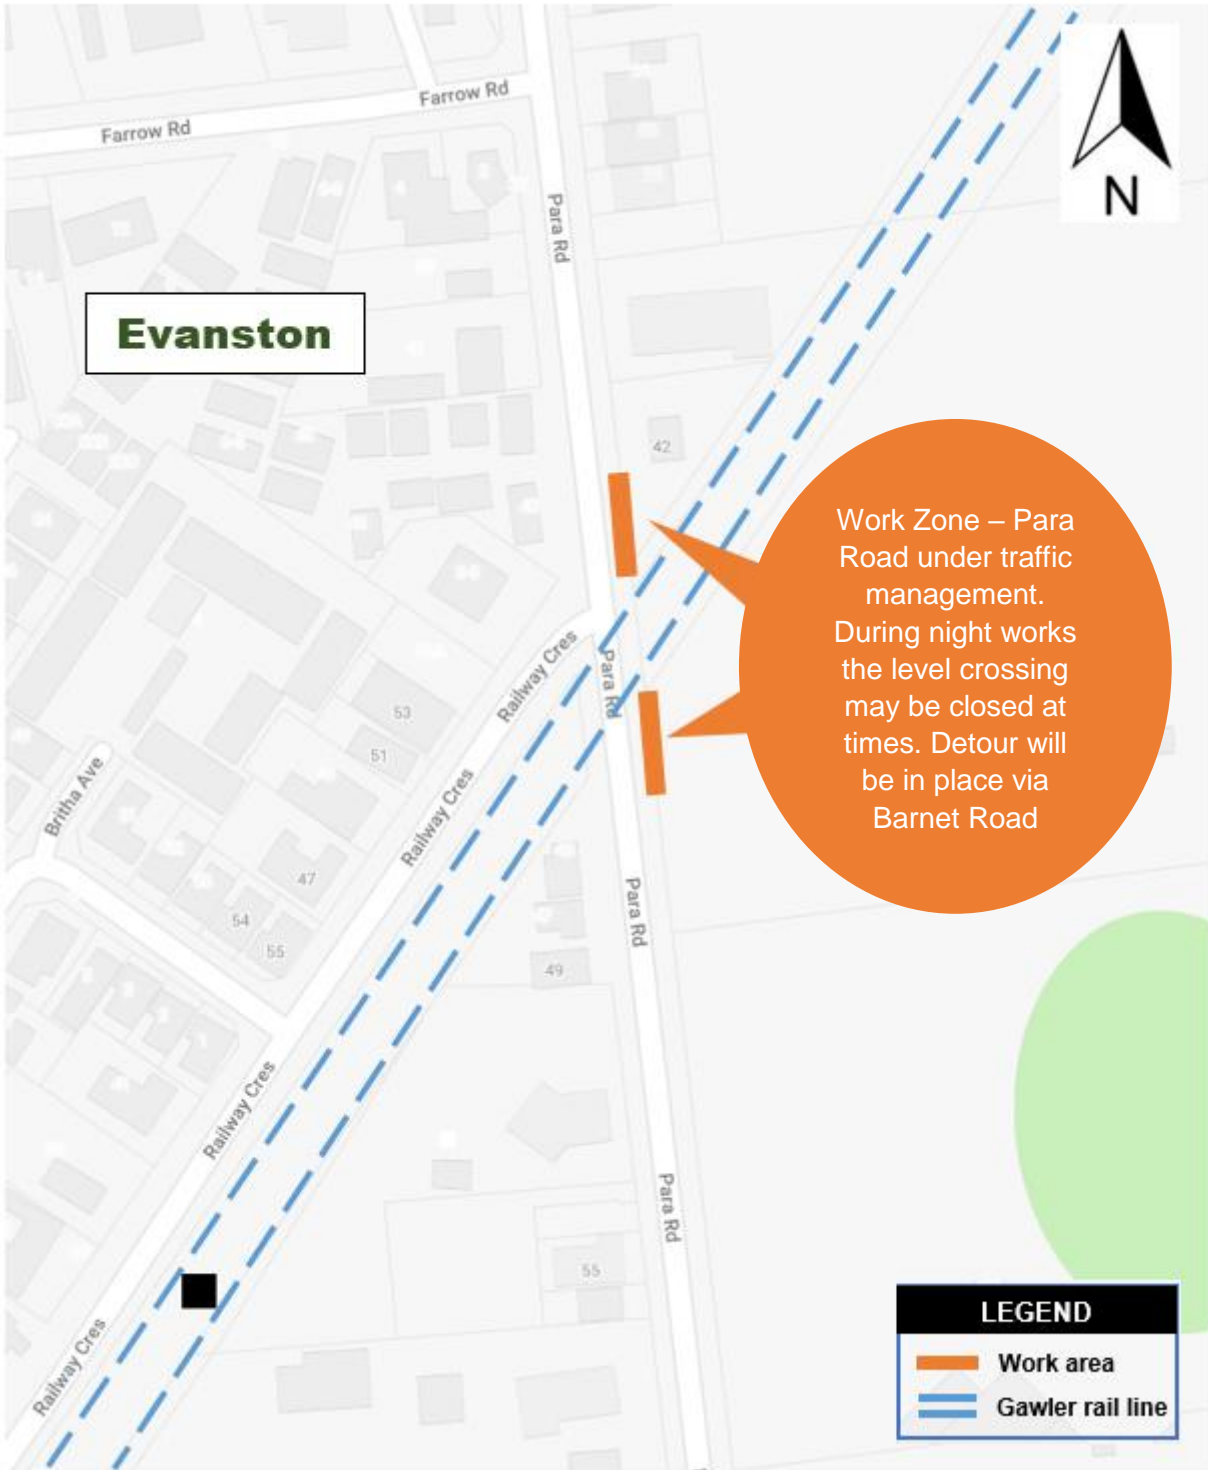 Farrow Rd
Farrow Rd
N
Para Rd
Evanston
42
Work Zone – Para
Road under traffic
management.
During night works
the level crossing
may be closed at
times. Detour will
be in place via
Barnet Road
Railway Cres
Para Rd
53
51
Britha Ave
Railway Cres
47
54
55
Para Rd
49
Railway Cres
Para Rd
55
LEGEND
Work area
Gawler rail line
Railway Cres